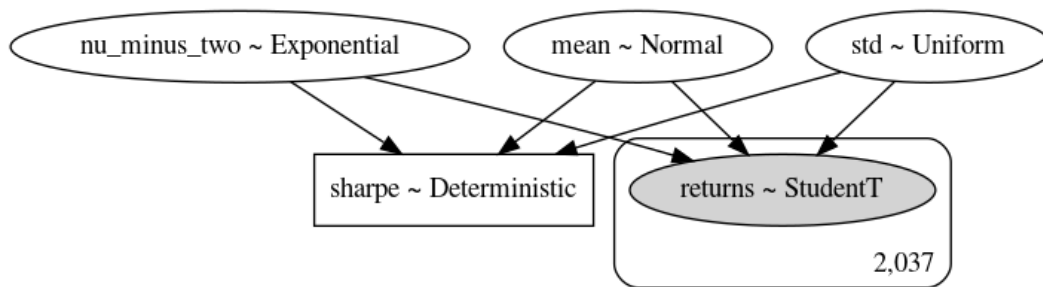 nu_minus_two ~ Exponential
mean ~ Normal
std ~ Uniform
sharpe ~ Deterministic
returns ~ StudentT
2,037